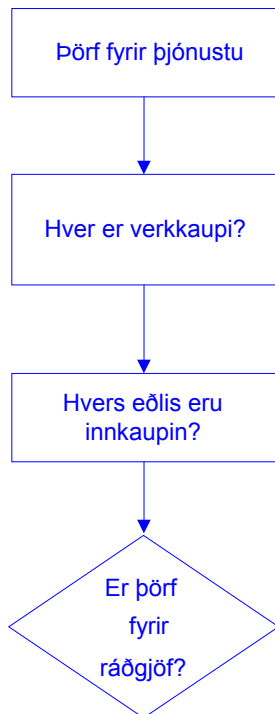 Þörf fyrir þjónustu
Hver er verkkaupi?
Hvers eðlis eru
innkaupin?
Er þörf
fyrir
ráðgjöf?